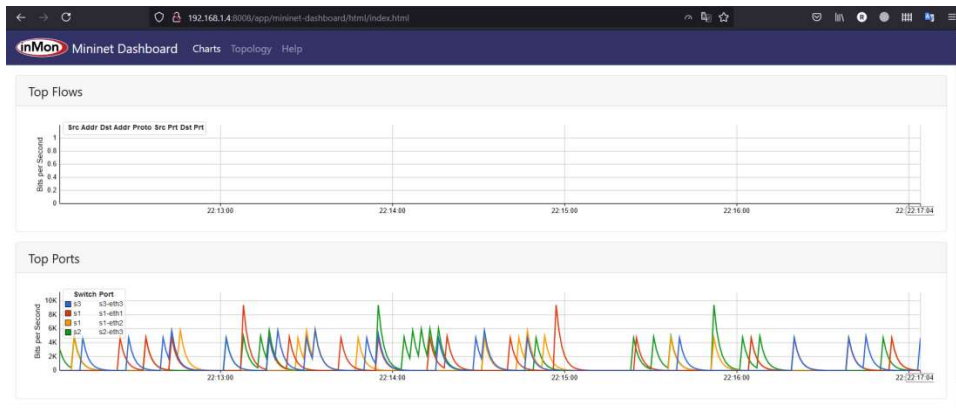 192.168.1.4:8008/app/mininet-dashboard/html/index.html
inMon Mininet Dashboard Charts Topology Help
Top Flows
Src Addr Dst Addr Proto Src Prt Dst Prt
Bits per Second
1
0.8
0.6
0.4
0.2
0
22:13:00 22:14:00 22:15:00 22:16:00 22: 22:17:04
Top Ports
Switch Port
s3 s3-eth3
s1 s1-eth1
s1 s1-eth2
s2 s2-eth3
Bits per Second
10K
8K
6K
4K
2K
0
22:13:00 22:14:00 22:15:00 22:16:00 22: 22:17:04